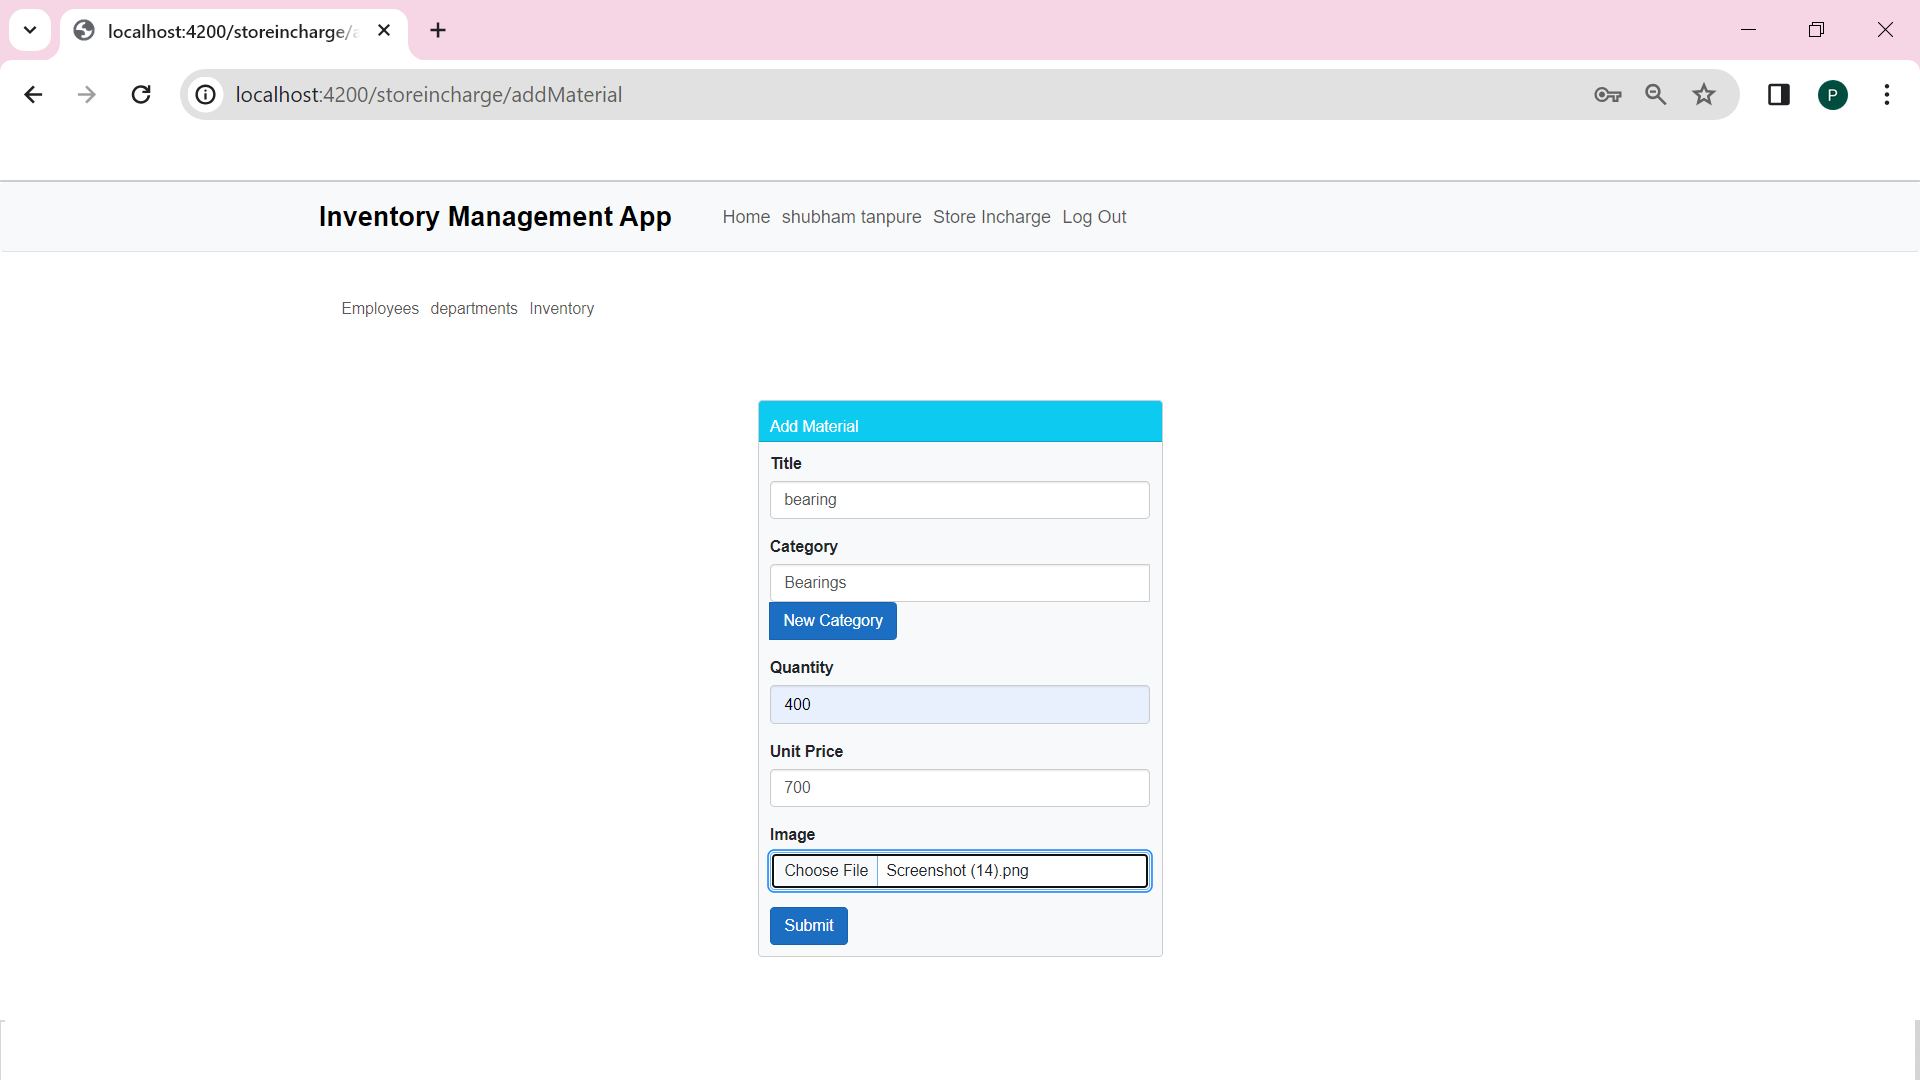 localhost:4200/storeincharge/
localhost:4200/storeincharge/addMaterial
P
Inventory Management App Home shubham tanpure Store Incharge Log Out
Employees departments Inventory
Add Material
Title
bearing
Category
Bearings
New Category
Quantity
400
Unit Price
700
Image
Choose File Screenshot (14).png
Submit